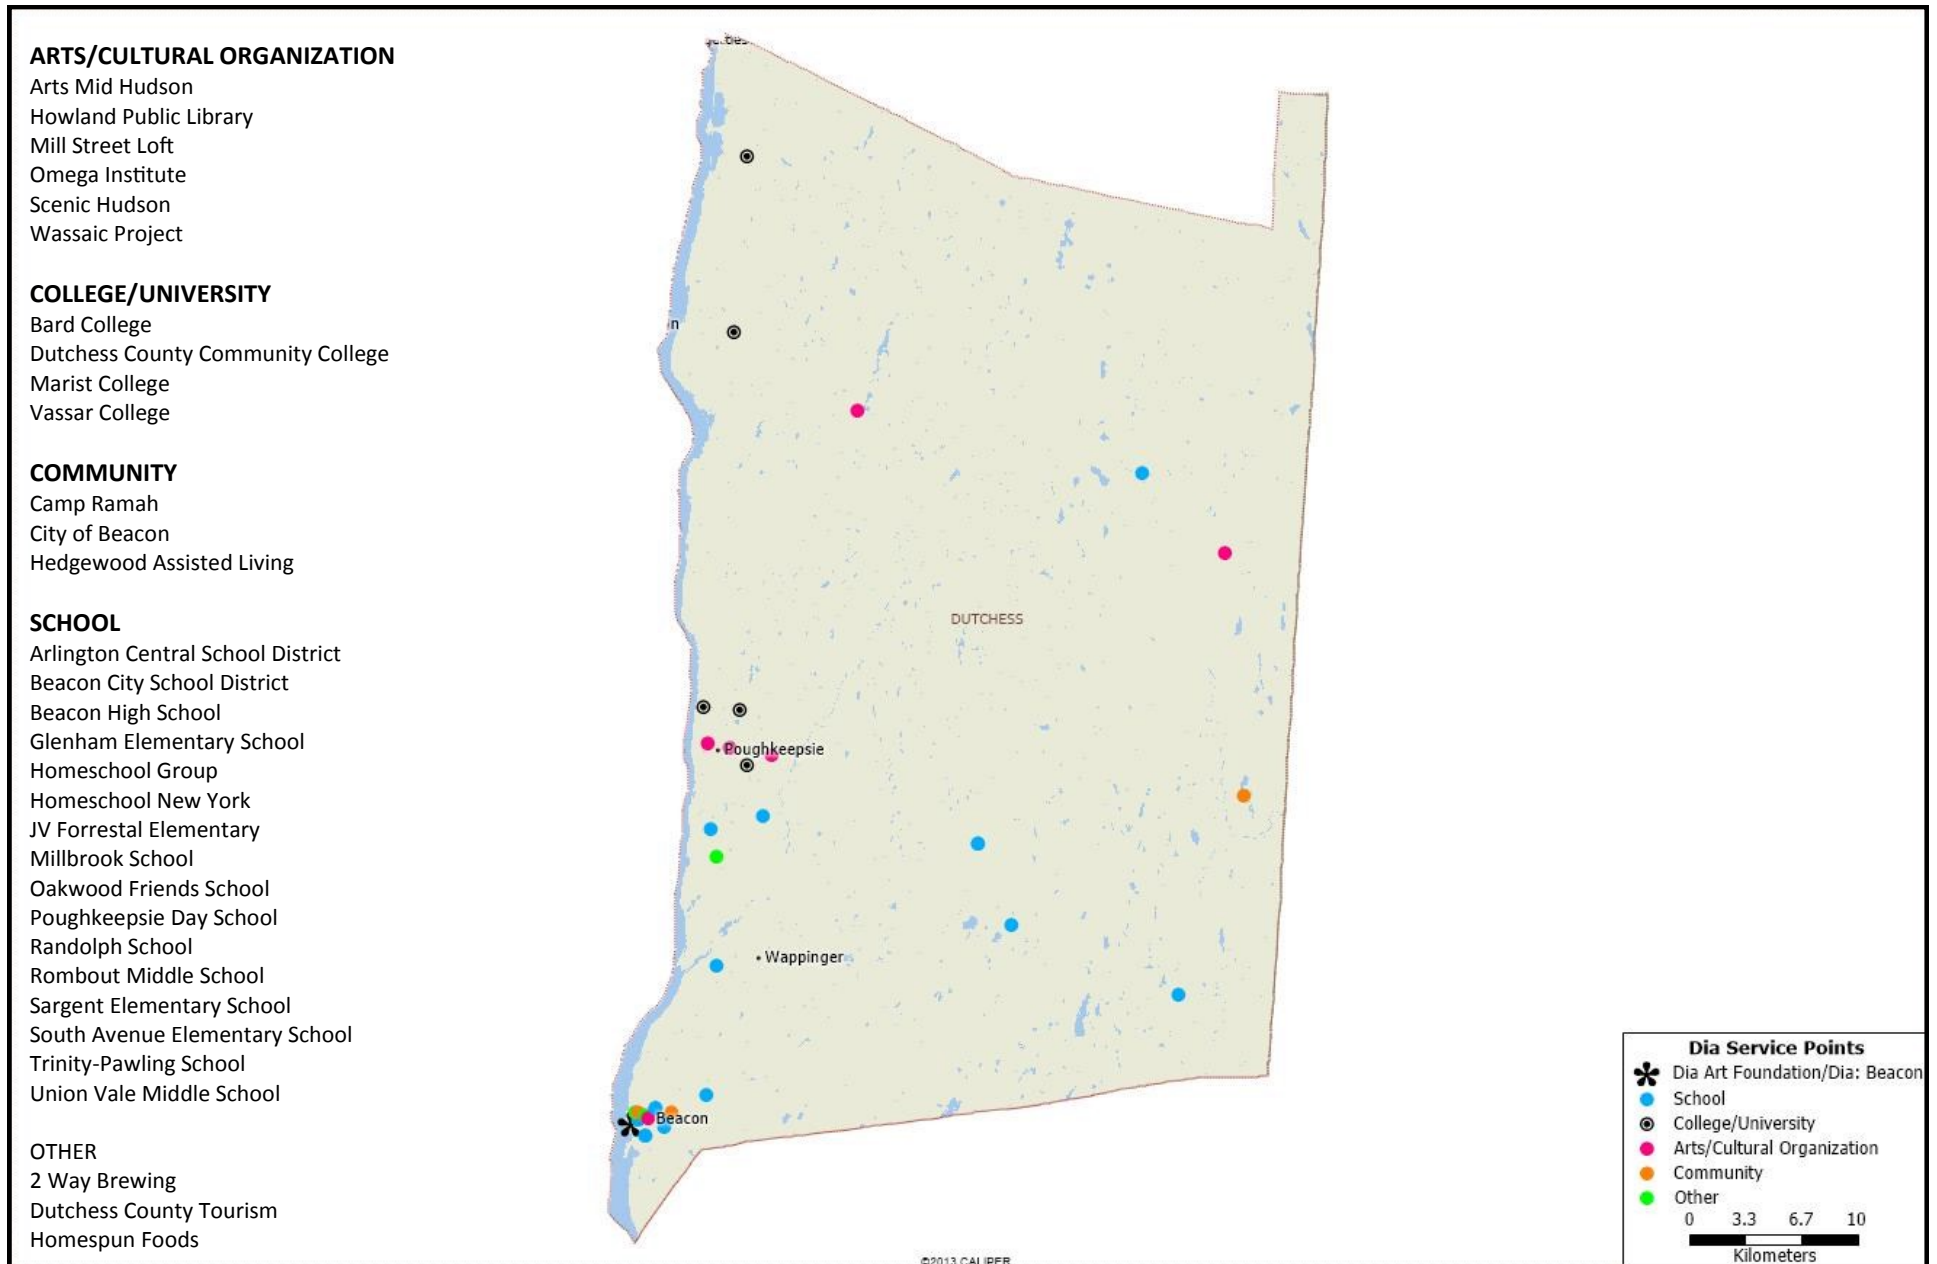 ARTS/CULTURAL ORGANIZATION
Arts Mid Hudson
Howland Public Library
Mill Street Loft
Omega Institute
Scenic Hudson
Wassaic Project
COLLEGE/UNIVERSITY
Bard College
Dutchess County Community College
Marist College
Vassar College
COMMUNITY
Camp Ramah
City of Beacon
Hedgewood Assisted Living
SCHOOL
Arlington Central School District
Beacon City School District
Beacon High School
Glenham Elementary School
Homeschool Group
Homeschool New York
JV Forrestal Elementary
Millbrook School
Oakwood Friends School
Poughkeepsie Day School
Randolph School
Rombout Middle School
Sargent Elementary School
South Avenue Elementary School
Trinity-Pawling School
Union Vale Middle School
OTHER
2 Way Brewing
Dutchess County Tourism
Homespun Foods
n
DUTCHESS
Poughkeepsie
Wappinger
Beacon
©2013 CALIPER
Dia Service Points
Dia Art Foundation/Dia: Beacon
School
College/University
Arts/Cultural Organization
Community
Other
0 3.3 6.7 10
Kilometers